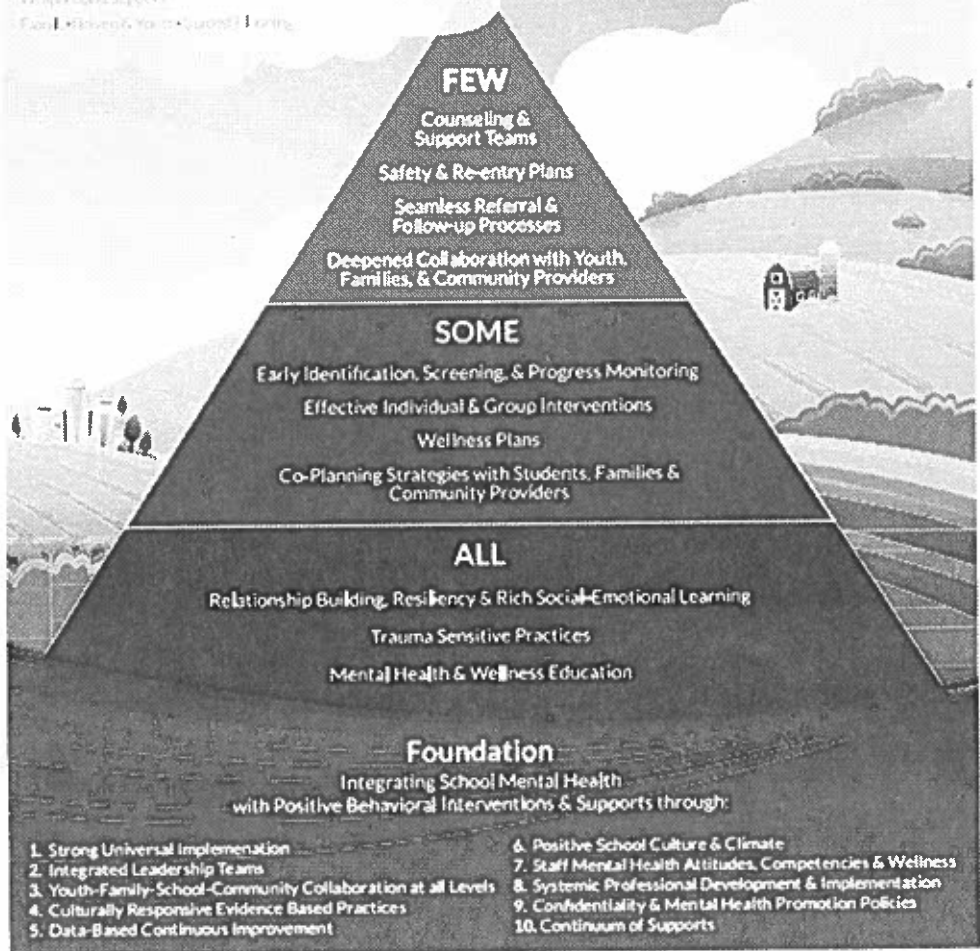 FEW
Counseling &
Support Teams
Safety & Re-entry Plans
Seamless Referral &
Follow-up Processes
Deepened Collaboration with Youth,
Families, & Community Providers
SOME
Early Identification, Screening, & Progress Monitoring
Effective Individual & Group Interventions
Wellness Plans
Co-Planning Strategies with Students, Families &
Community Providers
ALL
Relationship Building, Resiliency & Rich Social-Emotional Learning
Trauma Sensitive Practices
Mental Health & Wellness Education
Foundation
Integrating School Mental Health
with Positive Behavioral Interventions & Supports through:
1. Strong Universal Implemenation
2. Integrated Leadership Teams
3. Youth-Family-School-Community Collaboration at all Levels
4. Culturally Responsive Evidence Based Practices
5. Data-Based Continuous Improvement
6. Positive School Culture & Climate
7. Staff Mental Health Attitudes, Competencies & Wellness
8. Systemic Professional Development & Implementation
9. Confidentiality & Mental Health Promotion Policies
10. Continuum of Supports